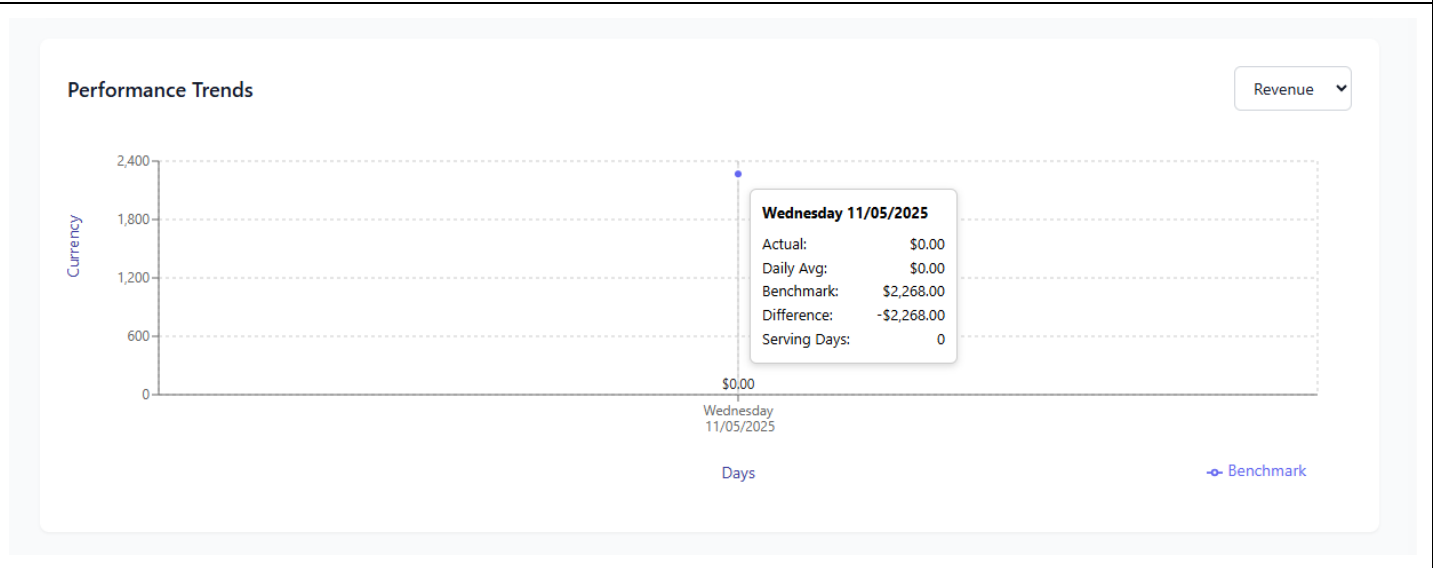 Performance Trends
Revenue
2,400
1,800
1,200
600
0
Currency
Wednesday 11/05/2025
Actual: $0.00
Daily Avg: $0.00
Benchmark: $2,268.00
Difference: -$2,268.00
Serving Days: 0
$0.00
Wednesday
11/05/2025
Days
Benchmark